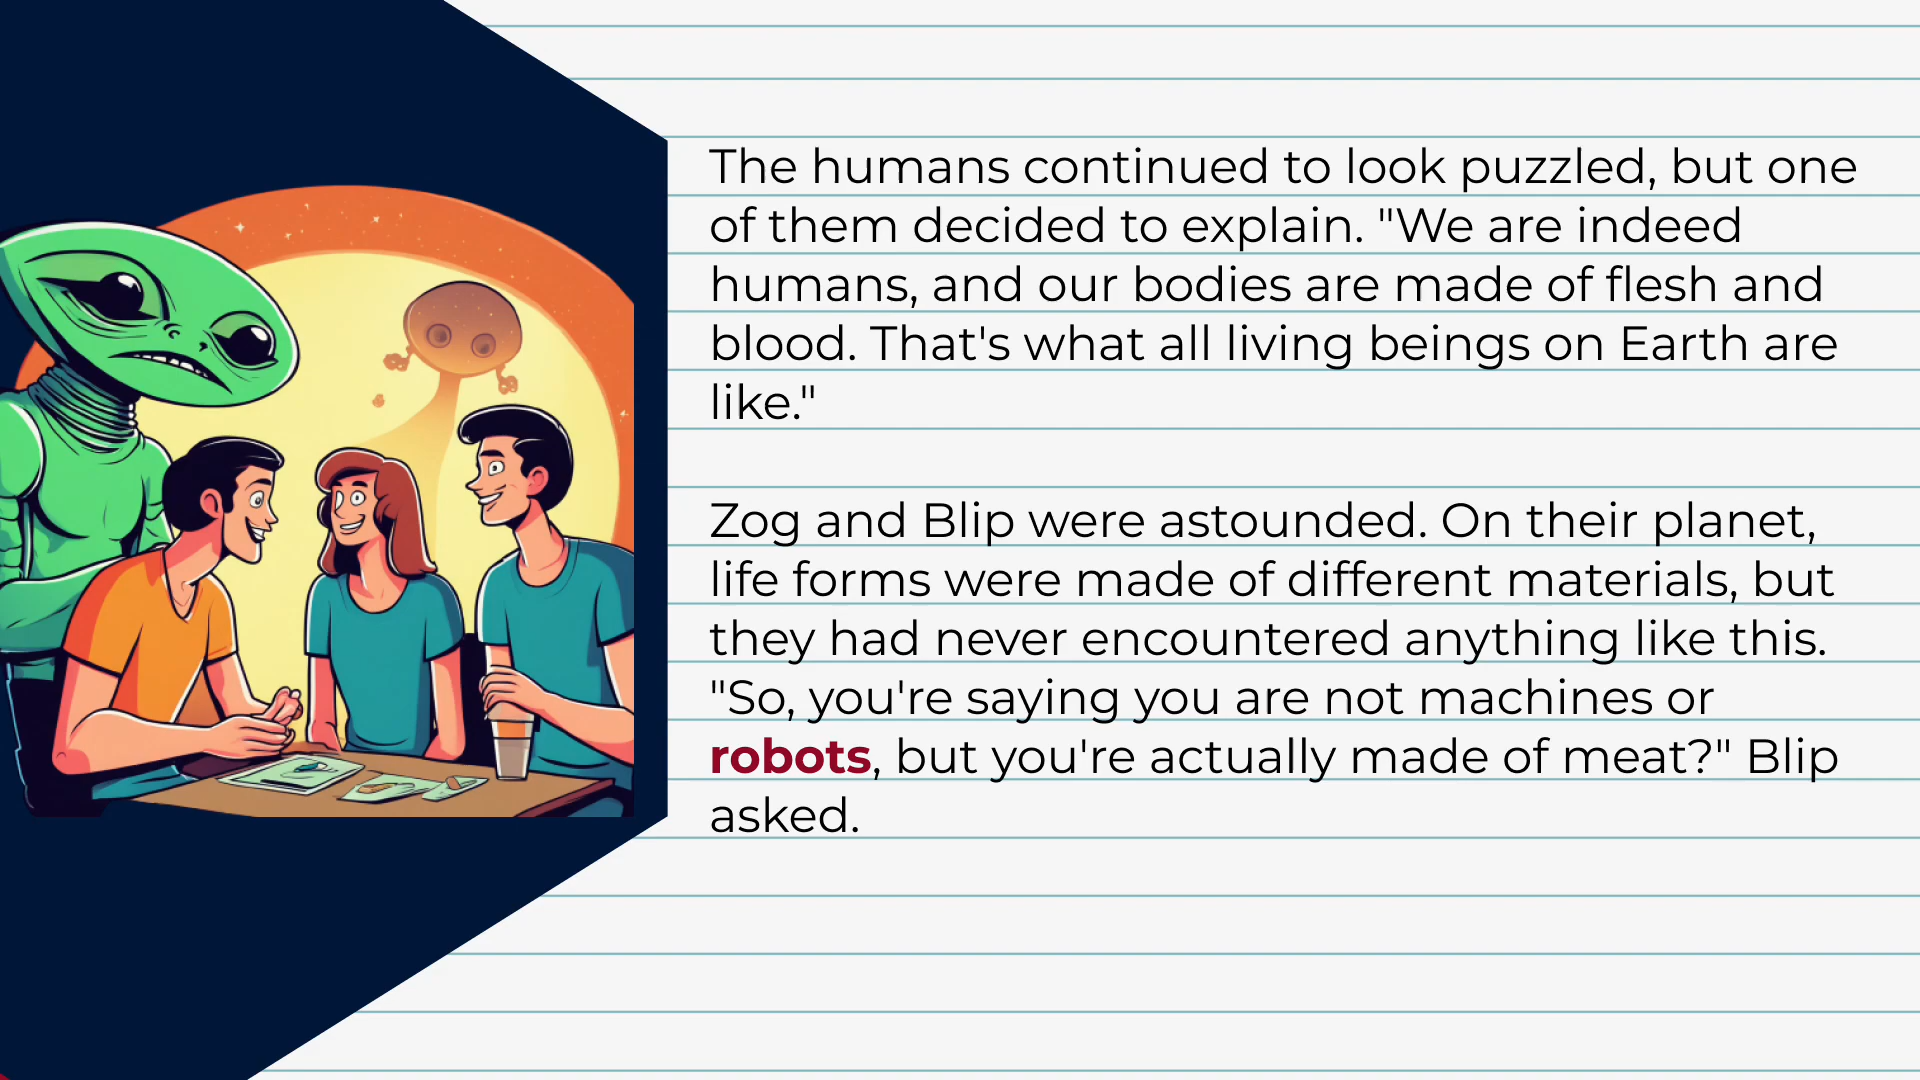 The humans continued to look puzzled, but one
of them decided to explain. "We are indeed
humans, and our bodies are made of flesh and
blood. That's what all living beings on Earth are
like."
Zog and Blip were astounded. On their planet,
life forms were made of different materials, but
they had never encountered anything like this.
"So, you're saying you are not machines or
robots, but you're actually made of meat?" Blip
asked.